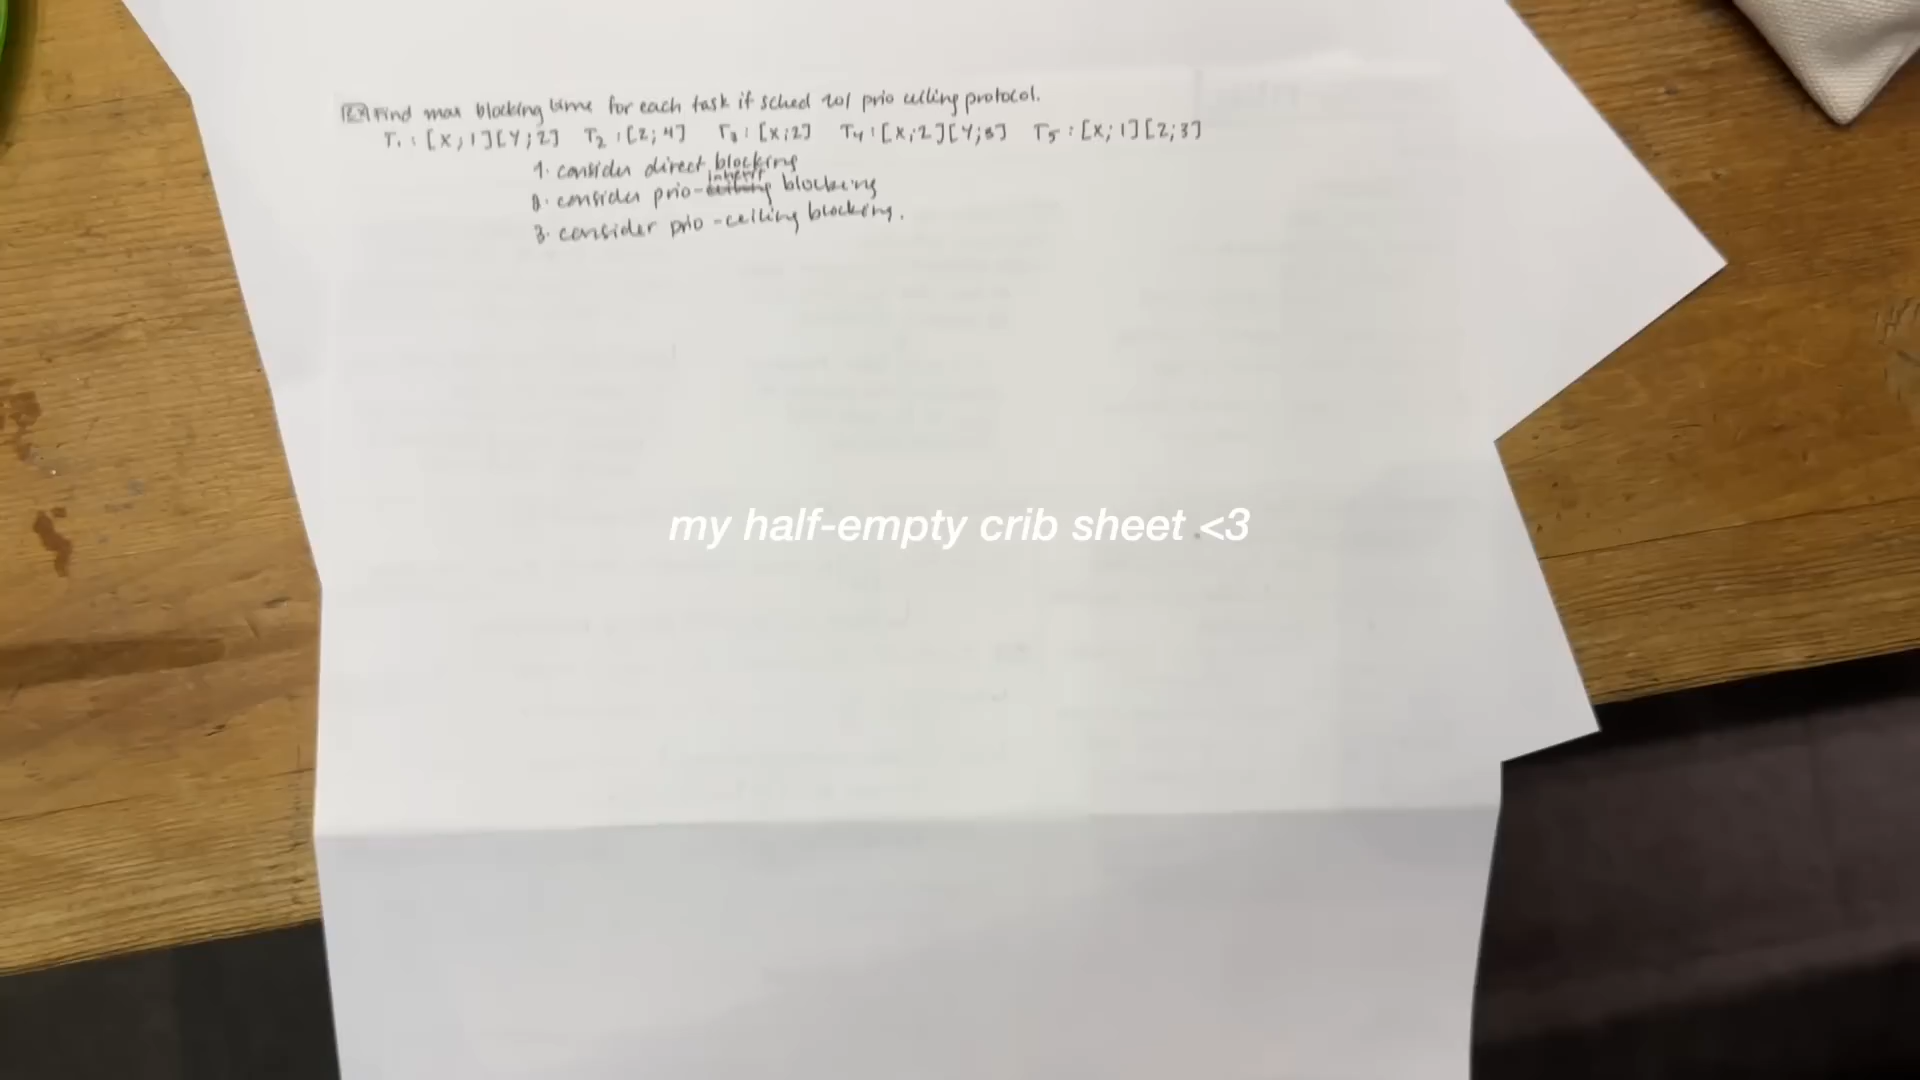 Ex Find max blocking time for each task if sched w/ prio ceiling protocol.
T1 : [X; 1][Y; 2] T2 : [Z; 4] T3 : [X; 2] T4 : [X; 2][Y; 3] T5 : [X; 1][Z; 3]
1. consider direct blocking
inherit
2. consider prio- blocking
3. consider prio-ceiling blocking.
my half-empty crib sheet <3